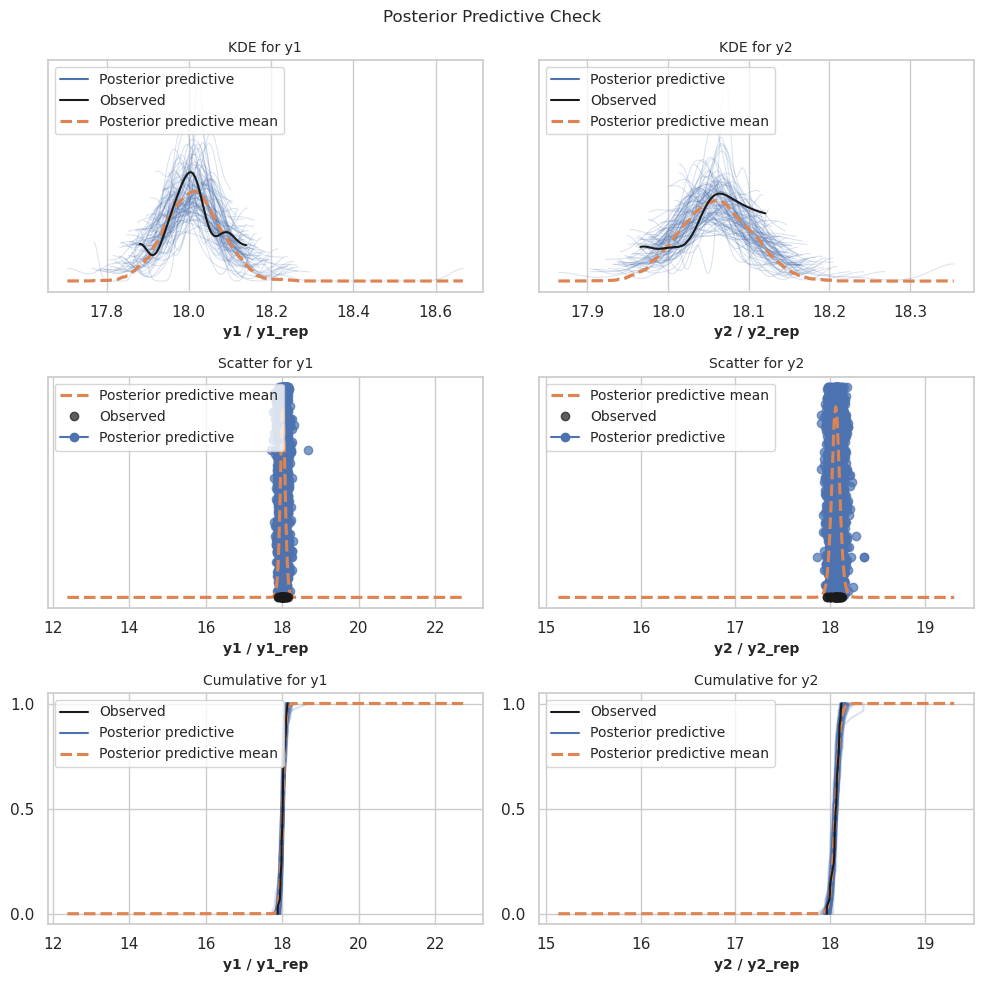 Posterior Predictive Check
KDE for y1
Posterior predictive
Observed
Posterior predictive mean
17.8 18.0 18.2 18.4 18.6
y1 / y1_rep
KDE for y2
Posterior predictive
Observed
Posterior predictive mean
17.9 18.0 18.1 18.2 18.3
y2 / y2_rep
Scatter for y1
Posterior predictive mean
Observed
Posterior predictive
12 14 16 18 20 22
y1 / y1_rep
Scatter for y2
Posterior predictive mean
Observed
Posterior predictive
15 16 17 18 19
y2 / y2_rep
Cumulative for y1
1.0
0.5
0.0
Observed
Posterior predictive
Posterior predictive mean
12 14 16 18 20 22
y1 / y1_rep
Cumulative for y2
1.0
0.5
0.0
Observed
Posterior predictive
Posterior predictive mean
15 16 17 18 19
y2 / y2_rep